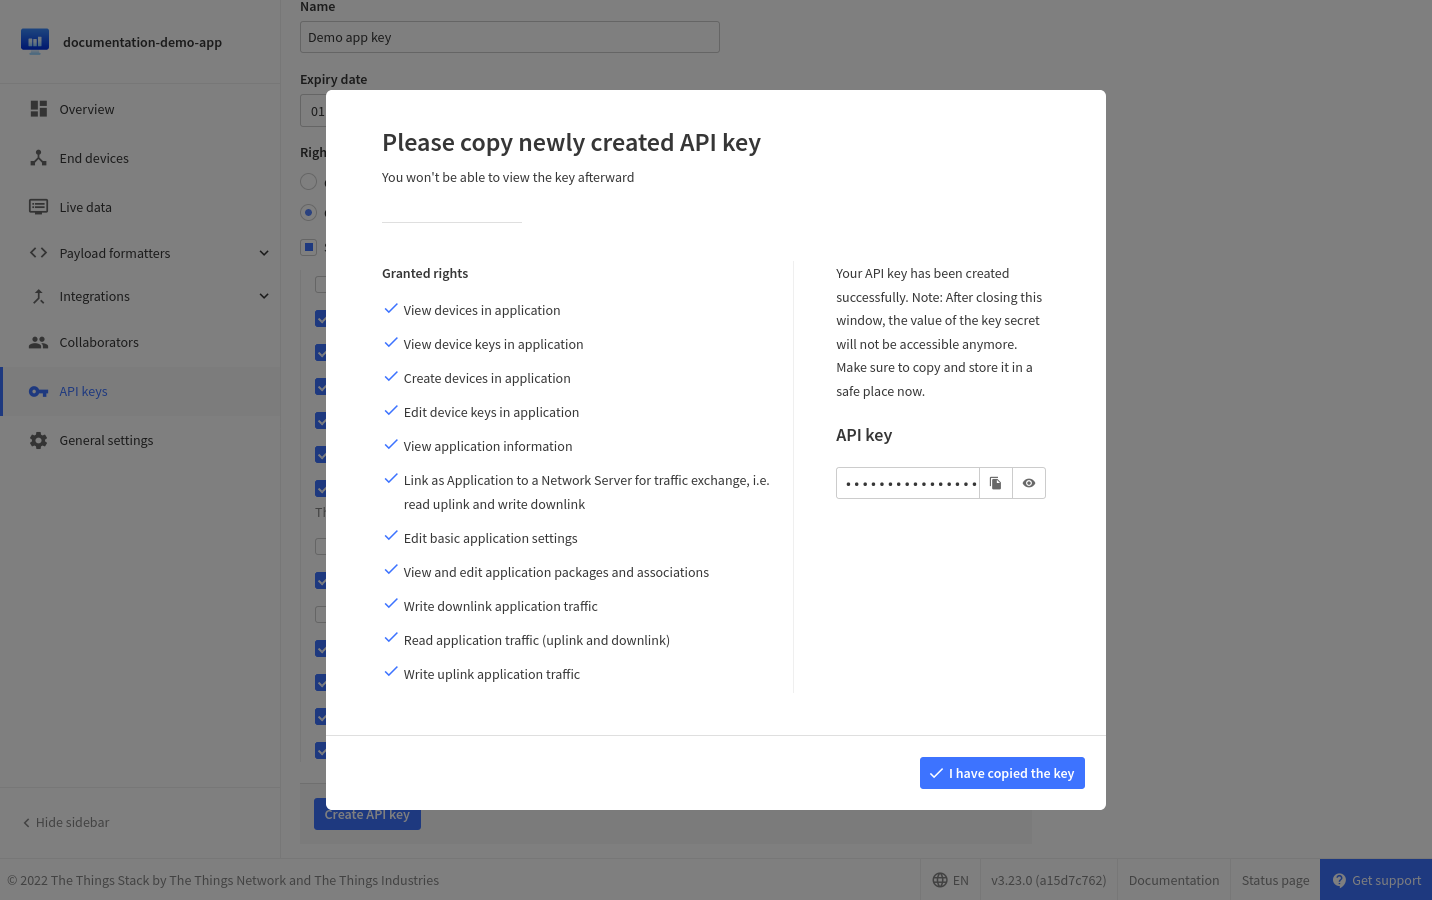 Name
documentation-demo-app
Demo app key
Expiry date
01
Overview
Please copy newly created API key
Righ
End devices
You won't be able to view the key afterward
Live data
Payload formatters
Granted rights
Your API key has been created
successfully. Note: After closing this
window, the value of the key secret
will not be accessible anymore.
Make sure to copy and store it in a
safe place now.
Integrations
View devices in application
Collaborators
View device keys in application
Create devices in application
API keys
Edit device keys in application
General settings
View application information
API key
Link as Application to a Network Server for traffic exchange, i.e.
read uplink and write downlink
••••••••••••••••
Th
Edit basic application settings
View and edit application packages and associations
Write downlink application traffic
Read application traffic (uplink and downlink)
Write uplink application traffic
I have copied the key
Create API key
Hide sidebar
© 2022 The Things Stack by The Things Network and The Things Industries
EN
v3.23.0 (a15d7c762)
Documentation
Status page
Get support